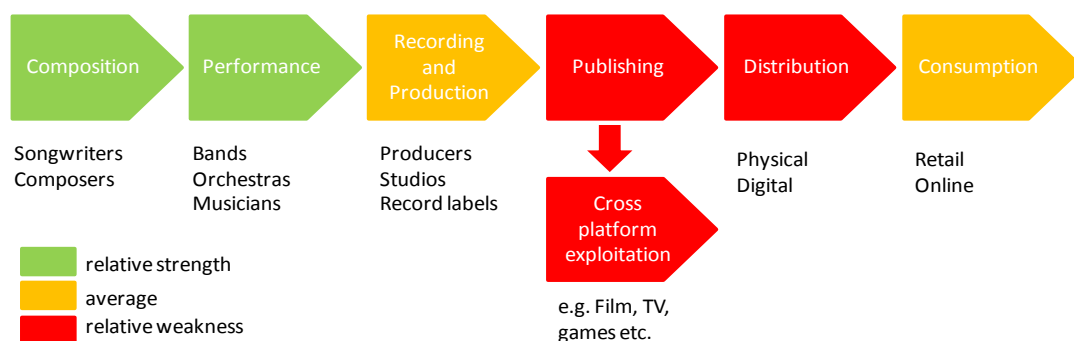 Composition
Performance
Recording
and
Production
Publishing
Distribution
Consumption
Songwriters
Composers
Bands
Orchestras
Musicians
Producers
Studios
Record labels
Cross
platform
exploitation
e.g. Film, TV,
games etc.
Physical
Digital
Retail
Online
relative strength
average
relative weakness